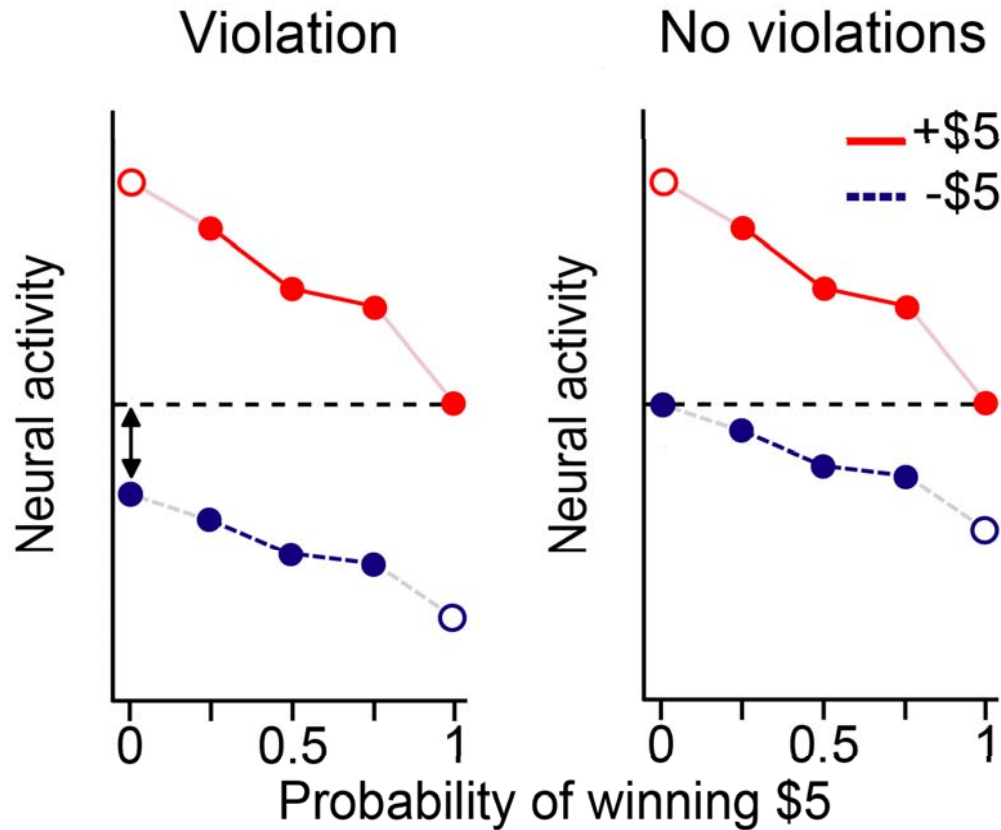 Violation
No violations
+$5
-$5
Neural activity
Neural activity
0
0.5
1
0
0.5
1
Probability of winning $5